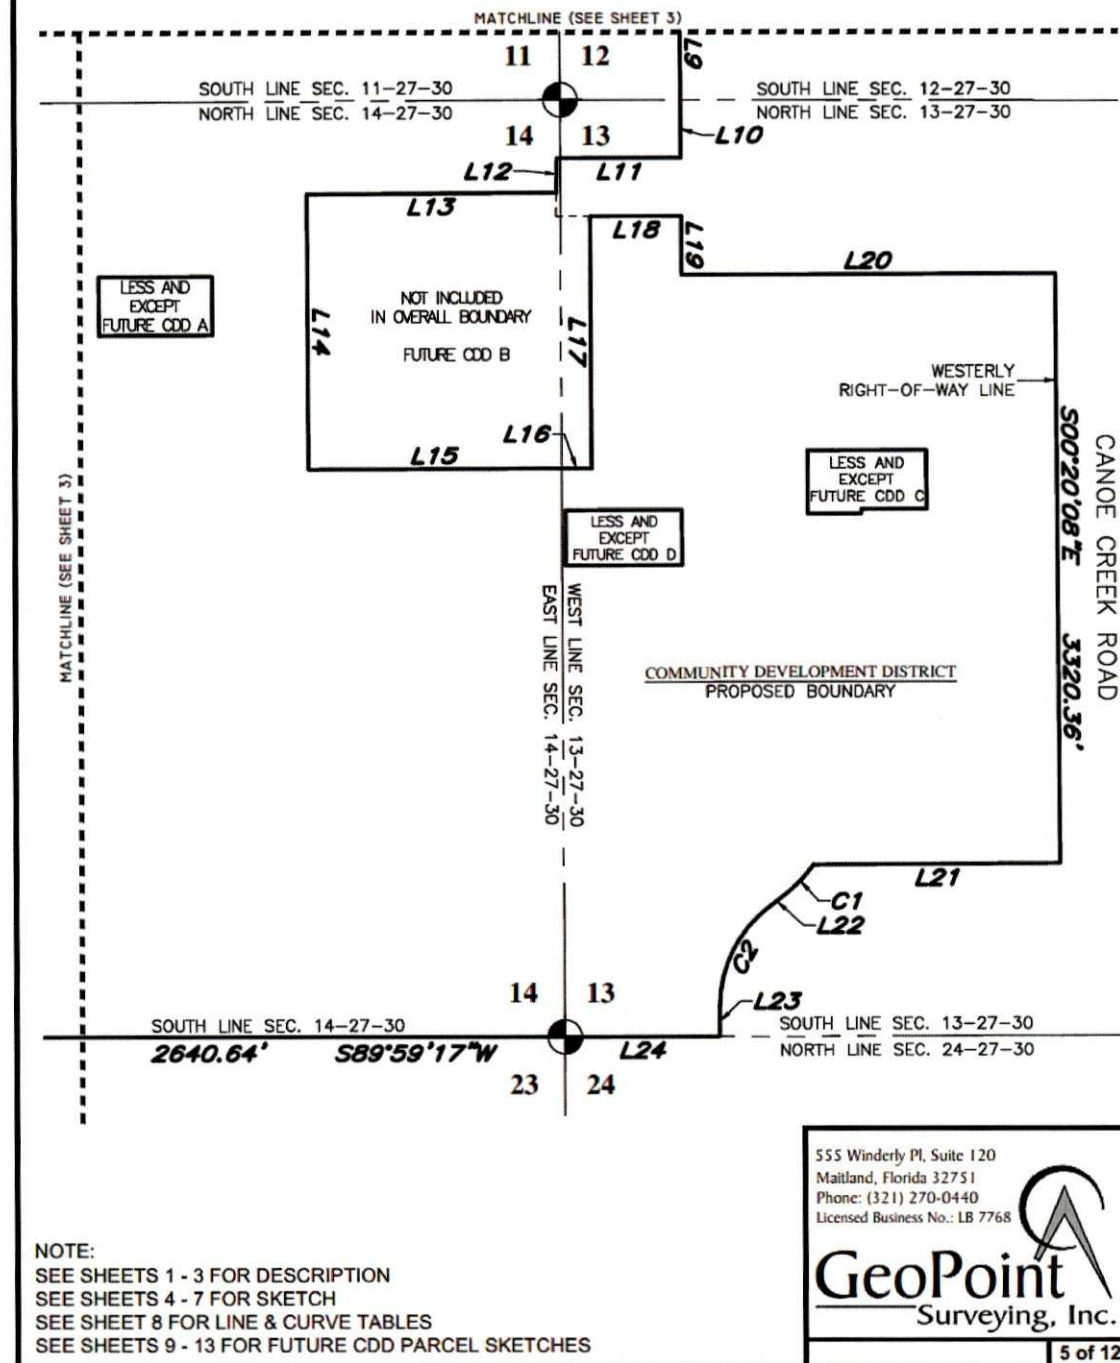 MATCHLINE (SEE SHEET 3)
11 12
L9
SOUTH LINE SEC. 11-27-30
NORTH LINE SEC. 14-27-30
SOUTH LINE SEC. 12-27-30
NORTH LINE SEC. 13-27-30
14 13
L10
L12
L11
L13
L18
L19
L20
LESS AND
EXCEPT
FUTURE CDD A
L14
NOT INCLUDED
IN OVERALL BOUNDARY
FUTURE CDD B
L17
WESTERLY
RIGHT-OF-WAY LINE
L16
L15
LESS AND
EXCEPT
FUTURE CDD C
S00°20'08"E 3320.36'
CANOE CREEK ROAD
MATCHLINE (SEE SHEET 3)
LESS AND
EXCEPT
FUTURE CDD D
WEST LINE SEC. 13-27-30
EAST LINE SEC. 14-27-30
COMMUNITY DEVELOPMENT DISTRICT
PROPOSED BOUNDARY
L21
C1
L22
C2
L23
14 13
SOUTH LINE SEC. 14-27-30
2640.64' S89°59'17"W
L24
SOUTH LINE SEC. 13-27-30
NORTH LINE SEC. 24-27-30
23 24
555 Winderly Pl, Suite 120
Maitland, Florida 32751
Phone: (321) 270-0440
Licensed Business No.: LB 7768
GeoPoint
Surveying, Inc.
NOTE:
SEE SHEETS 1 - 3 FOR DESCRIPTION
SEE SHEETS 4 - 7 FOR SKETCH
SEE SHEET 8 FOR LINE & CURVE TABLES
SEE SHEETS 9 - 13 FOR FUTURE CDD PARCEL SKETCHES
5 of 12